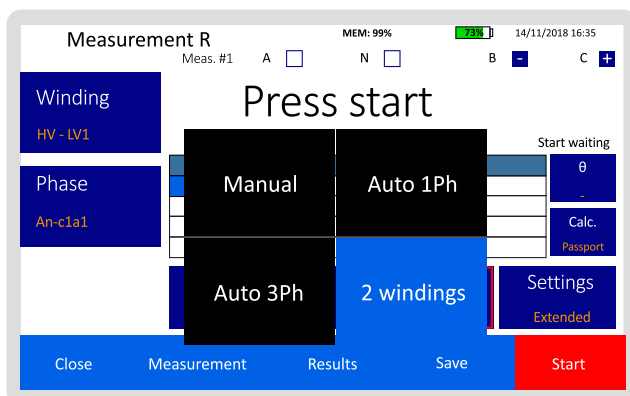 Measurement R
MEM: 99%
73%
14/11/2018 16:35
Meas. #1 A N B - C +
Winding
HV - LV1
Press start
Start waiting
Phase
An-c1a1
Manual
Auto 1Ph
θ
-
Calc.
Passport
Auto 3Ph
2 windings
Settings
Extended
Close Measurement Results Save Start